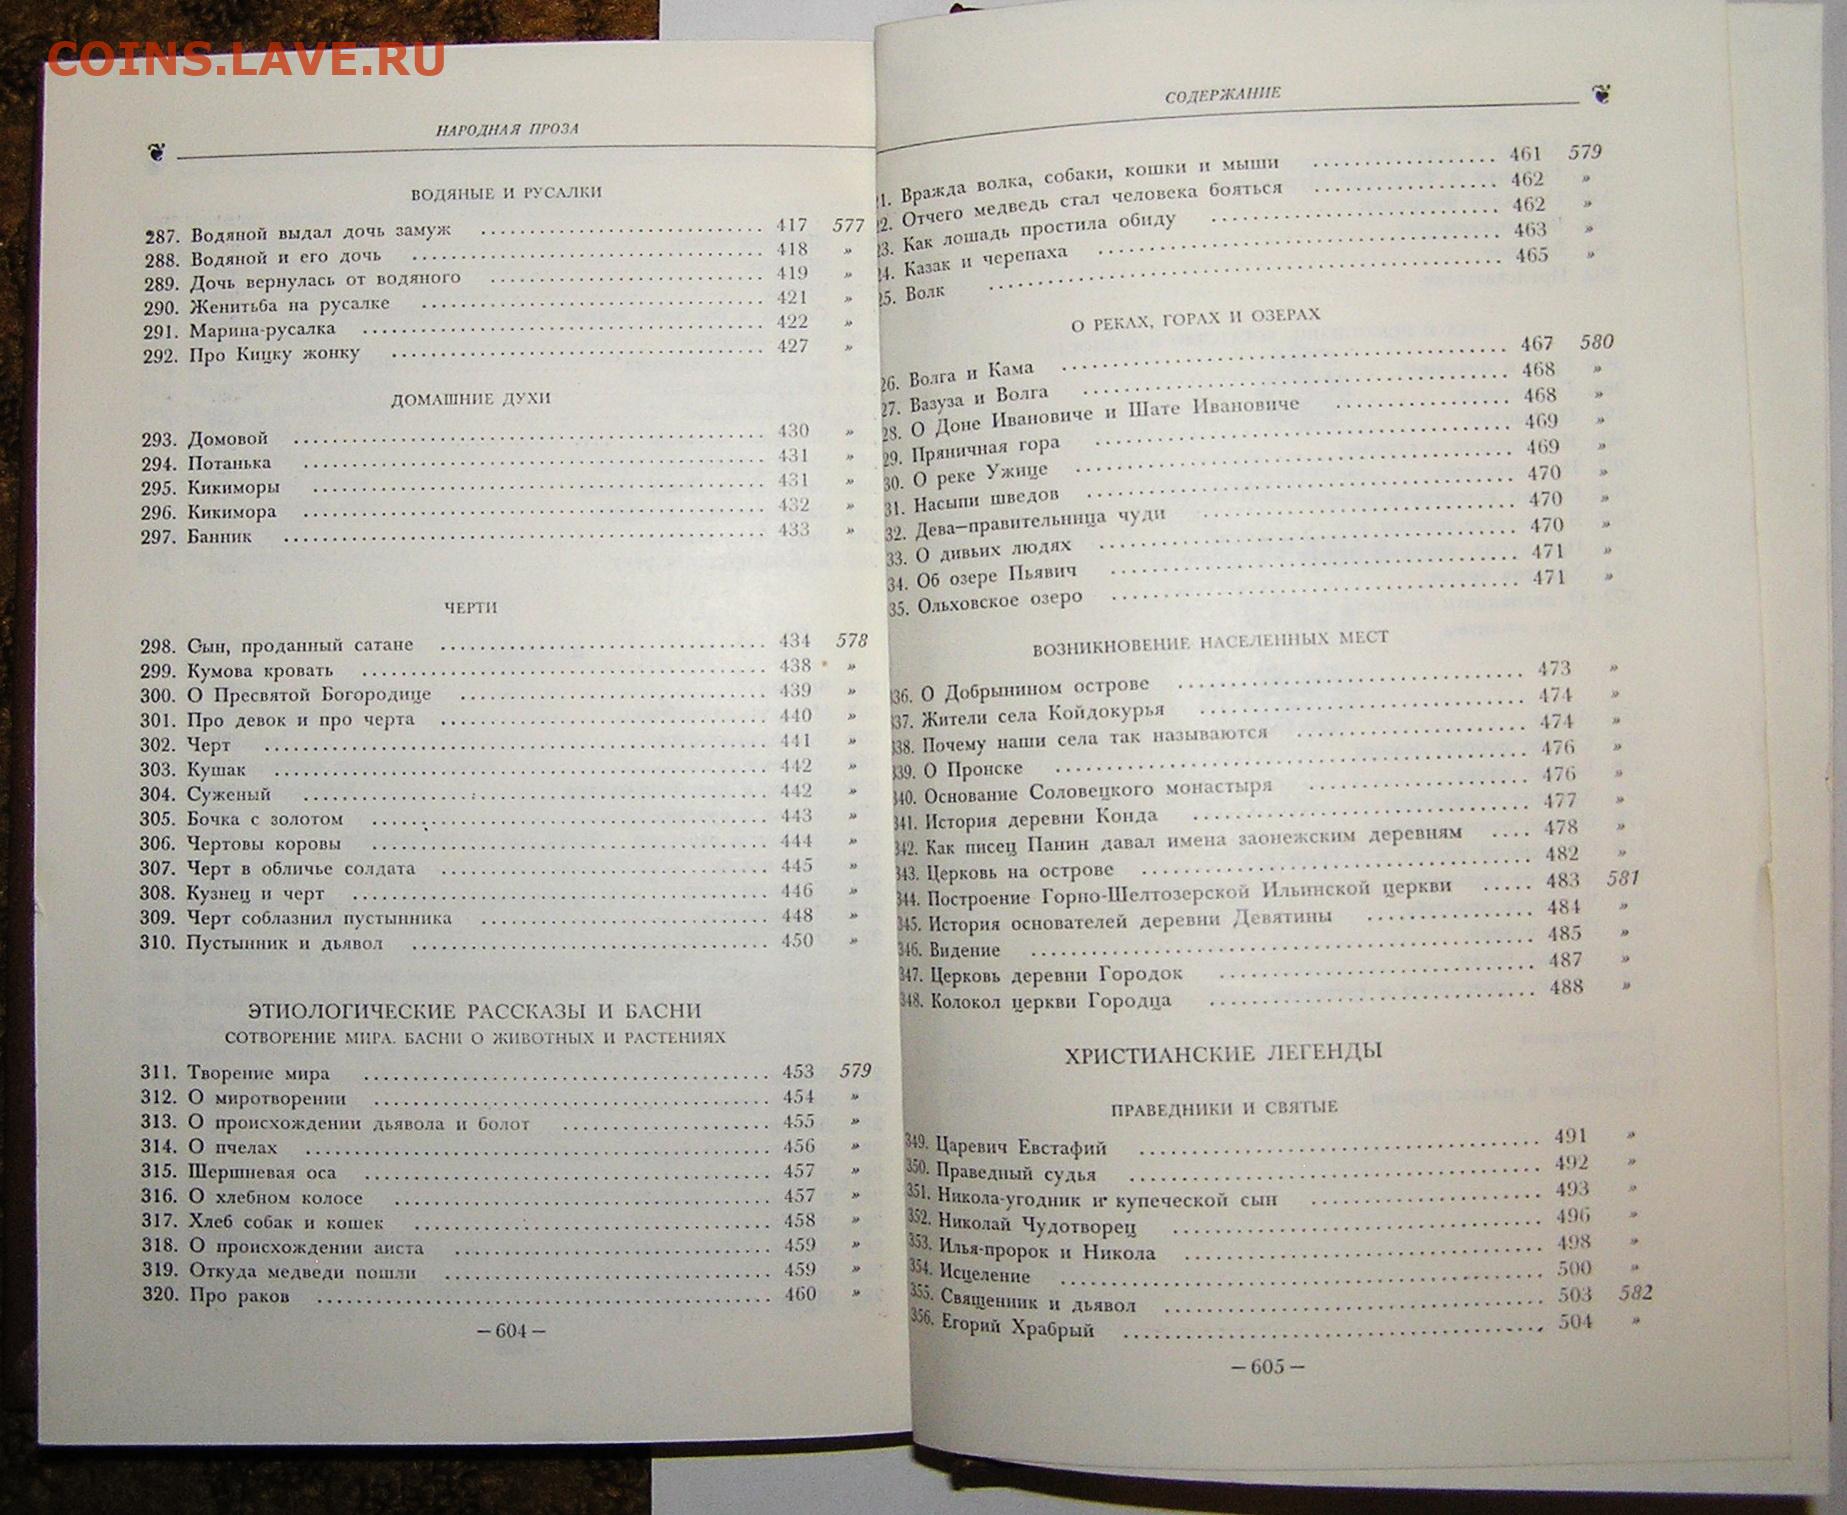 COINS.LAVE.RU
НАРОДНАЯ ПРОЗА
ВОДЯНЫЕ И РУСАЛКИ
287. Водяной выдал дочь замуж ..... 417 577
288. Водяной и его дочь ..... 418 »
289. Дочь вернулась от водяного ..... 419 »
290. Женитьба на русалке ..... 421 »
291. Марина-русалка ..... 422 »
292. Про Кицку жонку ..... 427 »
ДОМАШНИЕ ДУХИ
293. Домовой ..... 430 »
294. Потанька ..... 431 »
295. Кикиморы ..... 431 »
296. Кикимора ..... 432 »
297. Банник ..... 433 »
ЧЕРТИ
298. Сын, проданный сатане ..... 434 578
299. Кумова кровать ..... 438 »
300. О Пресвятой Богородице ..... 439 »
301. Про девок и про черта ..... 440 »
302. Черт ..... 441 »
303. Кушак ..... 442 »
304. Суженый ..... 442 »
305. Бочка с золотом ..... 443 »
306. Чертовы коровы ..... 444 »
307. Черт в обличье солдата ..... 445 »
308. Кузнец и черт ..... 446 »
309. Черт соблазнил пустынника ..... 448 »
310. Пустынник и дьявол ..... 450 »
ЭТИОЛОГИЧЕСКИЕ РАССКАЗЫ И БАСНИ
СОТВОРЕНИЕ МИРА. БАСНИ О ЖИВОТНЫХ И РАСТЕНИЯХ
311. Творение мира ..... 453 579
312. О миротворении ..... 454 »
313. О происхождении дьявола и болот ..... 455 »
314. О пчелах ..... 456 »
315. Шершневая оса ..... 457 »
316. О хлебном колосе ..... 457 »
317. Хлеб собак и кошек ..... 458 »
318. О происхождении аиста ..... 459 »
319. Откуда медведи пошли ..... 459 »
320. Про раков ..... 460 »
— 604 —
СОДЕРЖАНИЕ
21. Вражда волка, собаки, кошки и мыши ..... 461 579
22. Отчего медведь стал человека бояться ..... 462 »
23. Как лошадь простила обиду ..... 462 »
24. Казак и черепаха ..... 463 »
25. Волк ..... 465 »
О РЕКАХ, ГОРАХ И ОЗЕРАХ
26. Волга и Кама ..... 467 580
27. Вазуза и Волга ..... 468 »
28. О Доне Ивановиче и Шате Ивановиче ..... 468 »
29. Пряничная гора ..... 469 »
30. О реке Ужице ..... 469 »
31. Насыпи шведов ..... 470 »
32. Дева—правительница чуди ..... 470 »
33. О дивьих людях ..... 470 »
34. Об озере Пьявич ..... 471 »
35. Ольховское озеро ..... 471 »
ВОЗНИКНОВЕНИЕ НАСЕЛЕННЫХ МЕСТ
336. О Добрынином острове ..... 473 »
337. Жители села Койдокурья ..... 474 »
338. Почему наши села так называются ..... 474 »
339. О Пронске ..... 476 »
340. Основание Соловецкого монастыря ..... 476 »
341. История деревни Конда ..... 477 »
342. Как писец Панин давал имена заонежским деревням .... 478 »
343. Церковь на острове ..... 482 »
344. Построение Горно-Шелтозерской Ильинской церкви ..... 483 581
345. История основателей деревни Девятины ..... 484 »
346. Видение ..... 485 »
347. Церковь деревни Городок ..... 487 »
348. Колокол церкви Городца ..... 488 »
ХРИСТИАНСКИЕ ЛЕГЕНДЫ
ПРАВЕДНИКИ И СВЯТЫЕ
349. Царевич Евстафий ..... 491 »
350. Праведный судья ..... 492 »
351. Никола-угодник и купеческой сын ..... 493 »
352. Николай Чудотворец ..... 496 »
353. Илья-пророк и Никола ..... 498 »
354. Исцеление ..... 500 »
355. Священник и дьявол ..... 503 582
356. Егорий Храбрый ..... 504 »
— 605 —